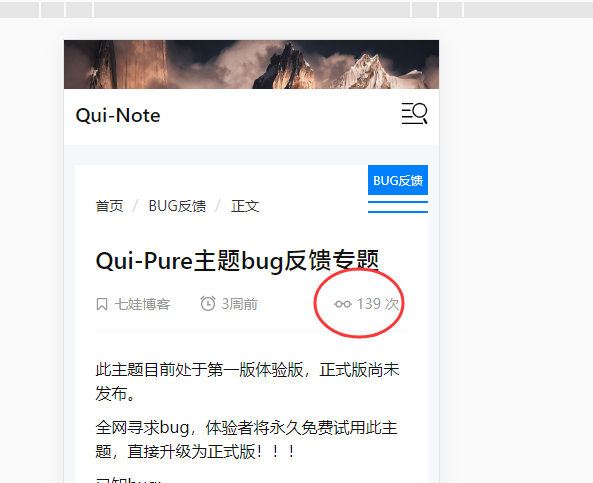 Qui-Note
BUG反馈
首页 / BUG反馈 / 正文
Qui-Pure主题bug反馈专题
七娃博客 3周前 139 次
此主题目前处于第一版体验版，正式版尚未
发布。
全网寻求bug，体验者将永久免费试用此主
题，直接升级为正式版！！！